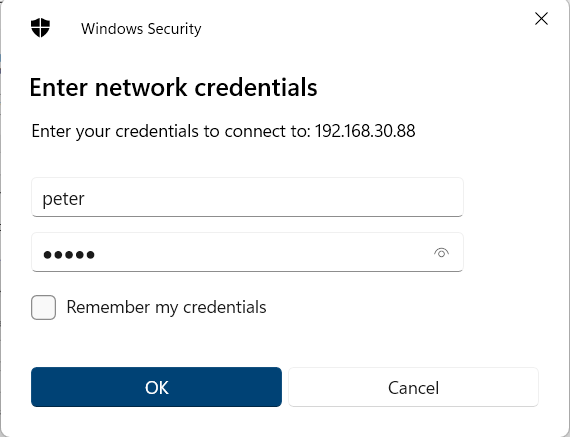 Windows Security
Enter network credentials
Enter your credentials to connect to: 192.168.30.88
peter
●●●●●
Remember my credentials
OK
Cancel